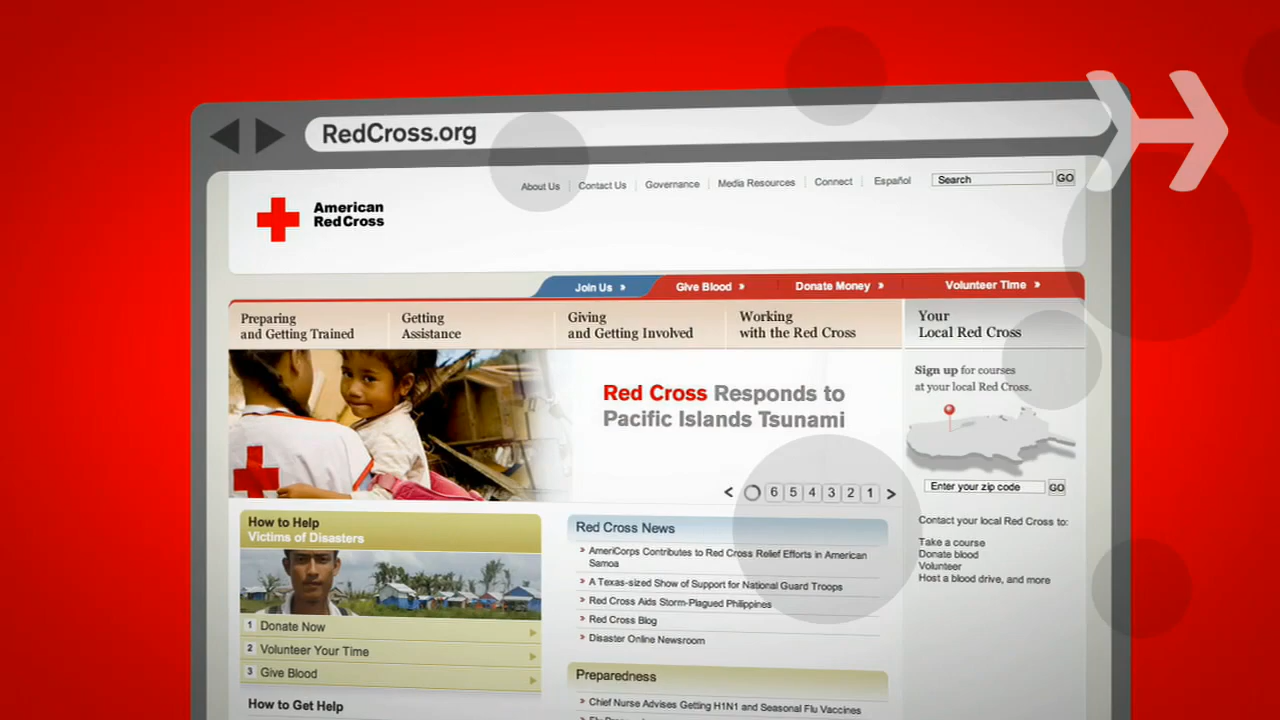 RedCross.org
About Us
Contact Us
Governance
Media Resources
Connect
Español
Search
GO
American
Red Cross
Join Us »
Give Blood »
Donate Money »
Volunteer Time »
Preparing
and Getting Trained
Getting
Assistance
Giving
and Getting Involved
Working
with the Red Cross
Your
Local Red Cross
Red Cross Responds to
Pacific Islands Tsunami
< 6 5 4 3 2 1 >
Sign up for courses
at your local Red Cross.
Enter your zip code
GO
Contact your local Red Cross to:
Take a course
Donate blood
Volunteer
Host a blood drive, and more
How to Help
Victims of Disasters
1 Donate Now
2 Volunteer Your Time
3 Give Blood
How to Get Help
Red Cross News
» AmeriCorps Contributes to Red Cross Relief Efforts in American
Samoa
» A Texas-sized Show of Support for National Guard Troops
» Red Cross Aids Storm-Plagued Philippines
» Red Cross Blog
» Disaster Online Newsroom
Preparedness
» Chief Nurse Advises Getting H1N1 and Seasonal Flu Vaccines